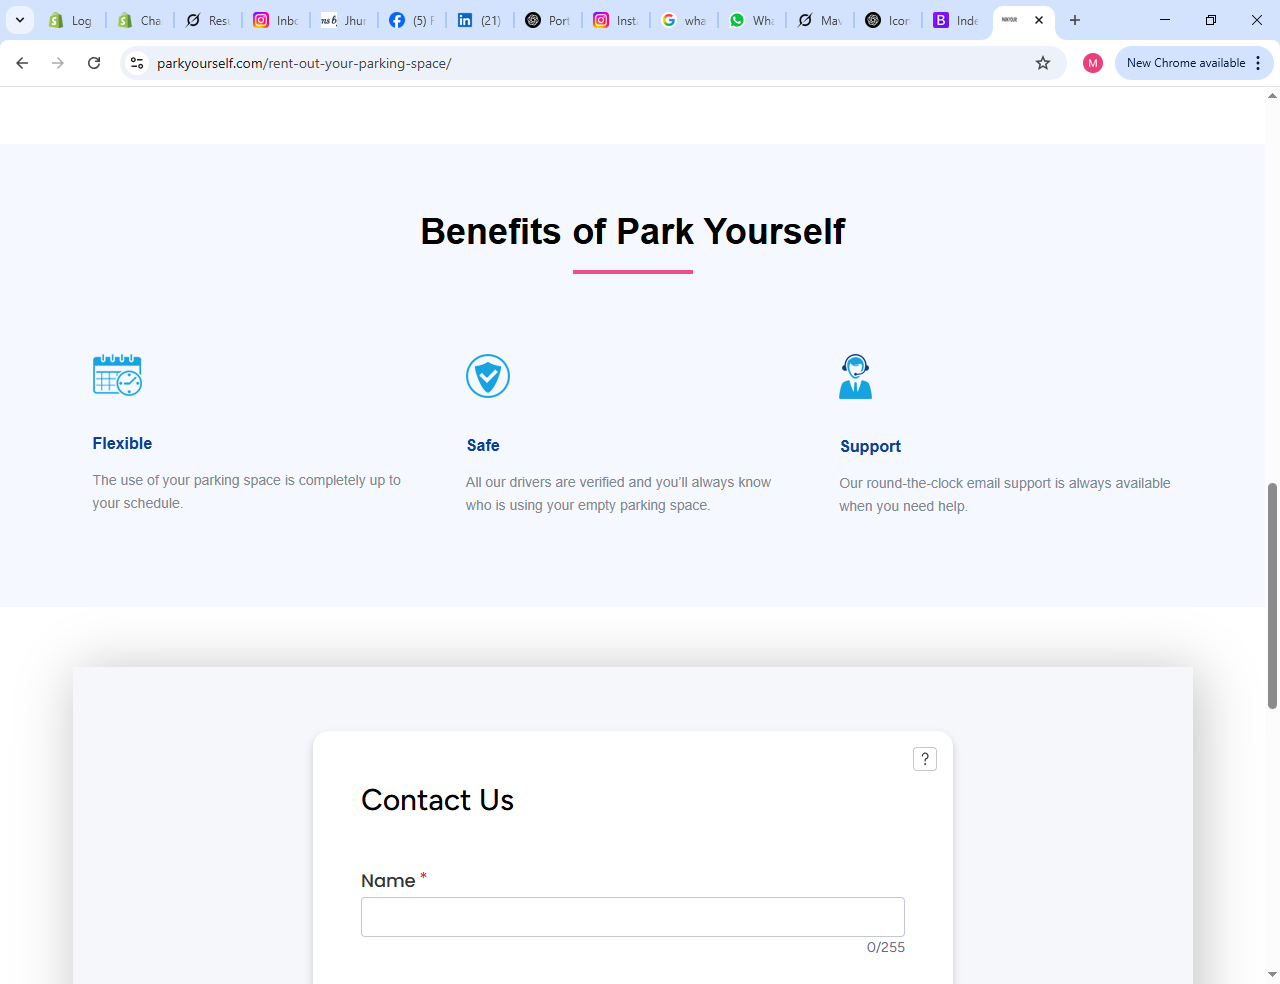 Log
Cha
Resu
Inbo
ns b, Jhur
(5) F
(21)
Port
Insta
wha
Wha
Mav
Icon
B Inde
parkyourself.com/rent-out-your-parking-space/
M
New Chrome available
Benefits of Park Yourself
Flexible
The use of your parking space is completely up to
your schedule.
Safe
All our drivers are verified and you'll always know
who is using your empty parking space.
Support
Our round-the-clock email support is always available
when you need help.
?
Contact Us
Name *
0/255